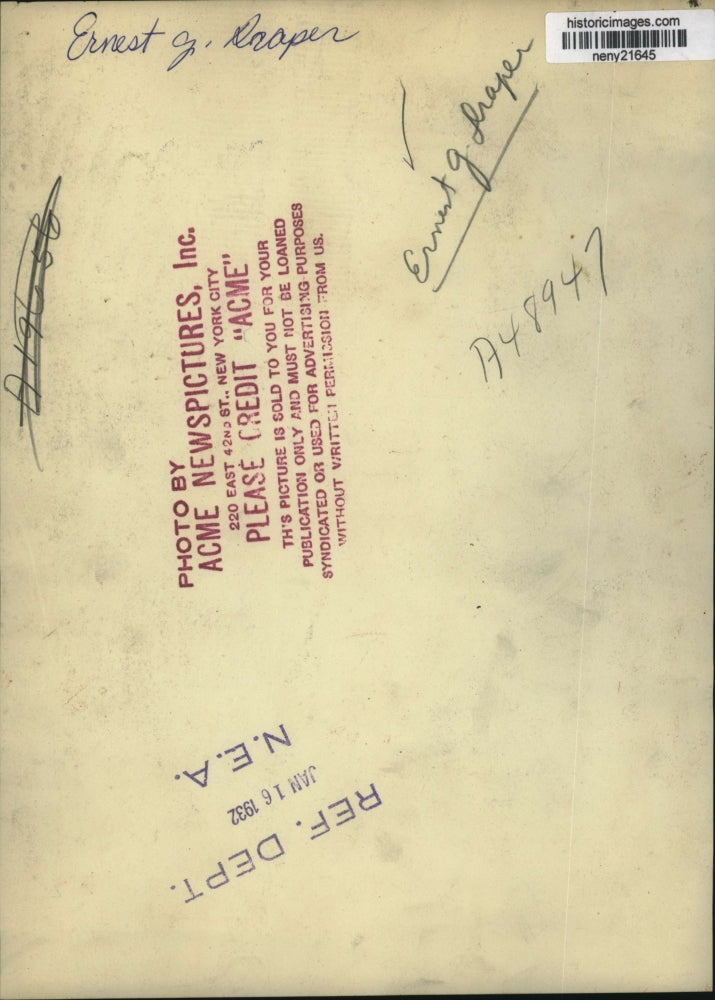 historicimages.com
neny21645
Ernest G. Draper
Ernest G Draper
A48947
PHOTO BY
ACME NEWSPICTURES, Inc.
220 EAST 42ND ST., NEW YORK CITY
PLEASE CREDIT "ACME"
TH'S PICTURE IS SOLD TO YOU FOR YOUR
PUBLICATION ONLY AND MUST NOT BE LOANED
SYNDICATED OR USED FOR ADVERTISING PURPOSES
WITHOUT WRITTEN PERMISSION FROM US.
REF. DEPT.
JAN 16 1932
N.E.A.